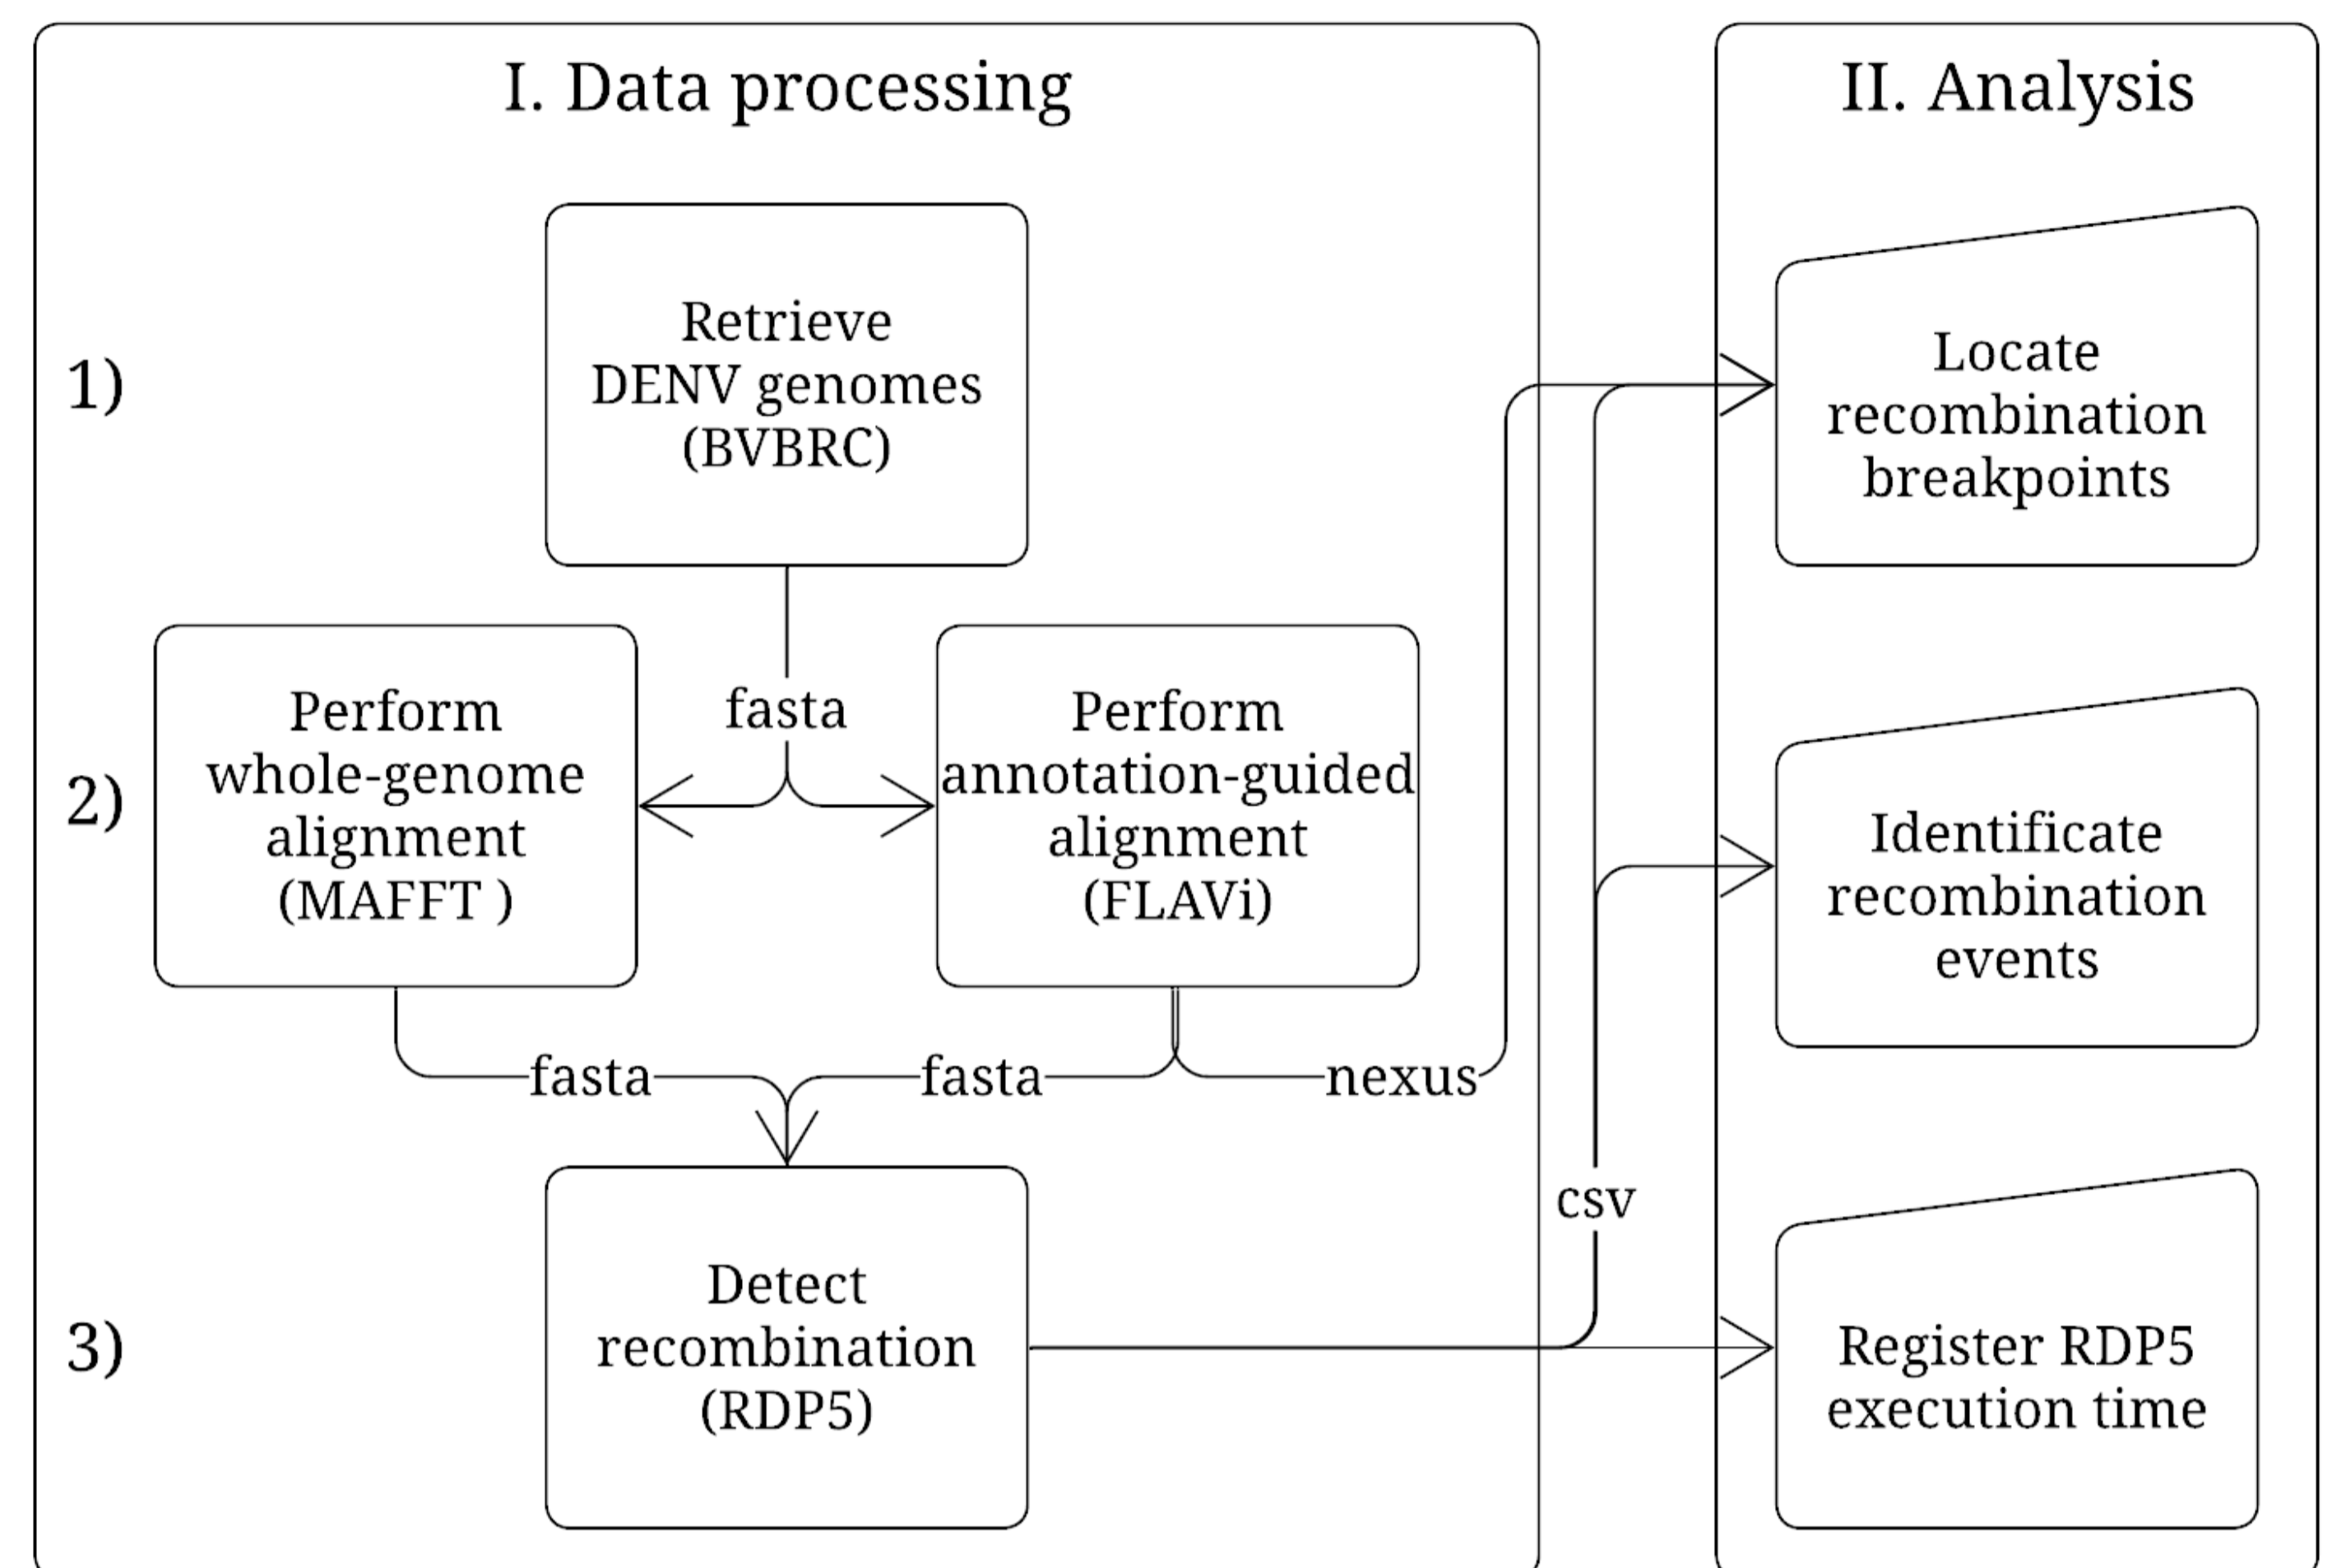 I. Data processing
1)
Retrieve
DENV genomes
(BVBRC)
fasta
2)
Perform
whole-genome
alignment
(MAFFT )
Perform
annotation-guided
alignment
(FLAVi)
fasta
fasta
nexus
3)
Detect
recombination
(RDP5)
csv
II. Analysis
Locate
recombination
breakpoints
Identificate
recombination
events
Register RDP5
execution time